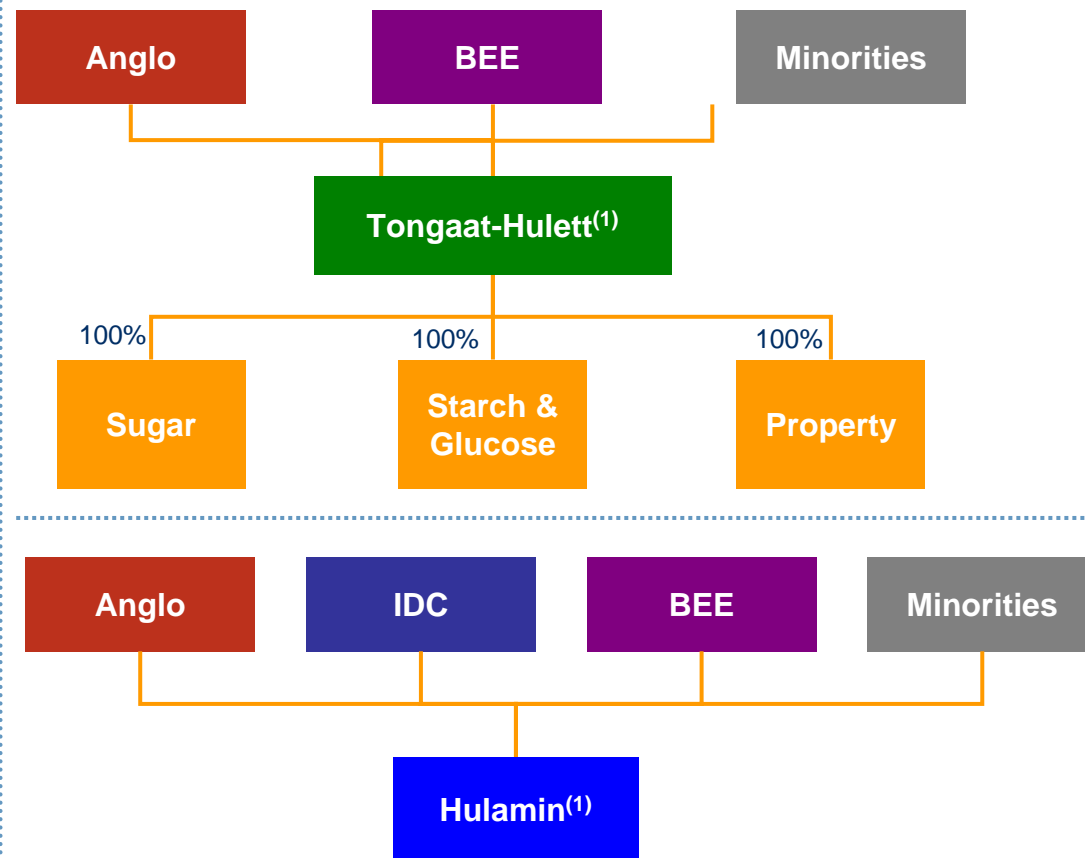 Anglo
BEE
Minorities
Tongaat-Hulett(1)
100%
100%
100%
Sugar
Starch &
Glucose
Property
Anglo
IDC
BEE
Minorities
Hulamin(1)